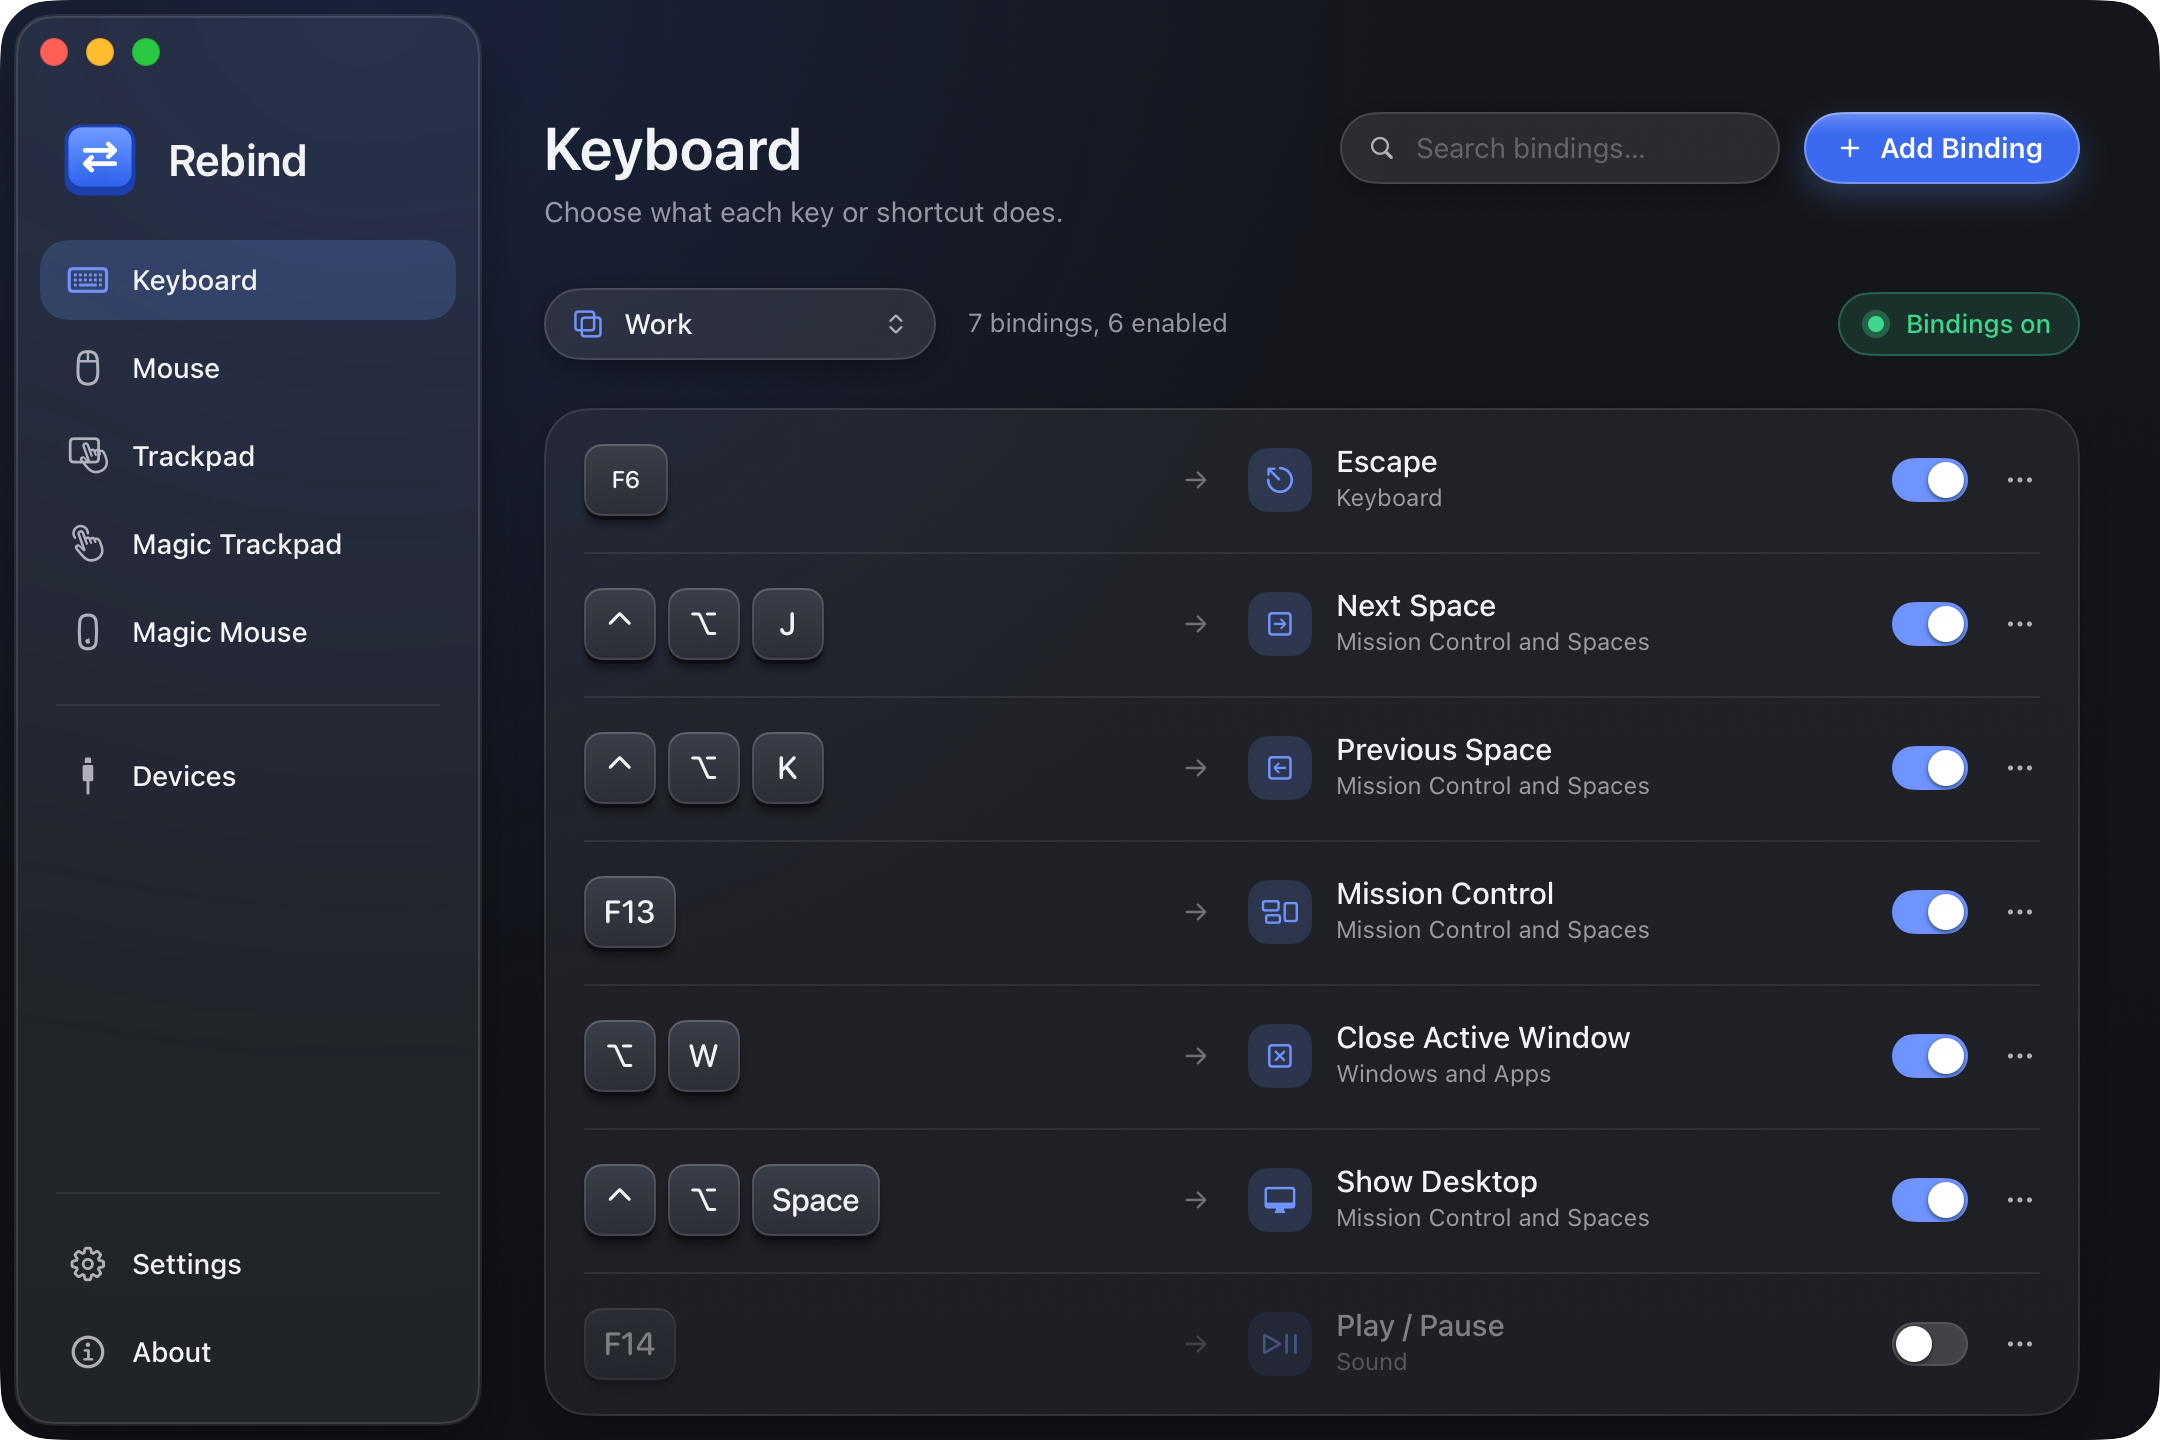 Rebind
Keyboard
Mouse
Trackpad
Magic Trackpad
Magic Mouse
Devices
Settings
About
Keyboard
Choose what each key or shortcut does.
Search bindings...
+ Add Binding
Work
7 bindings, 6 enabled
Bindings on
F6 → Escape
Keyboard
^ ⌥ J → Next Space
Mission Control and Spaces
^ ⌥ K → Previous Space
Mission Control and Spaces
F13 → Mission Control
Mission Control and Spaces
⌥ W → Close Active Window
Windows and Apps
^ ⌥ Space → Show Desktop
Mission Control and Spaces
F14 → Play / Pause
Sound